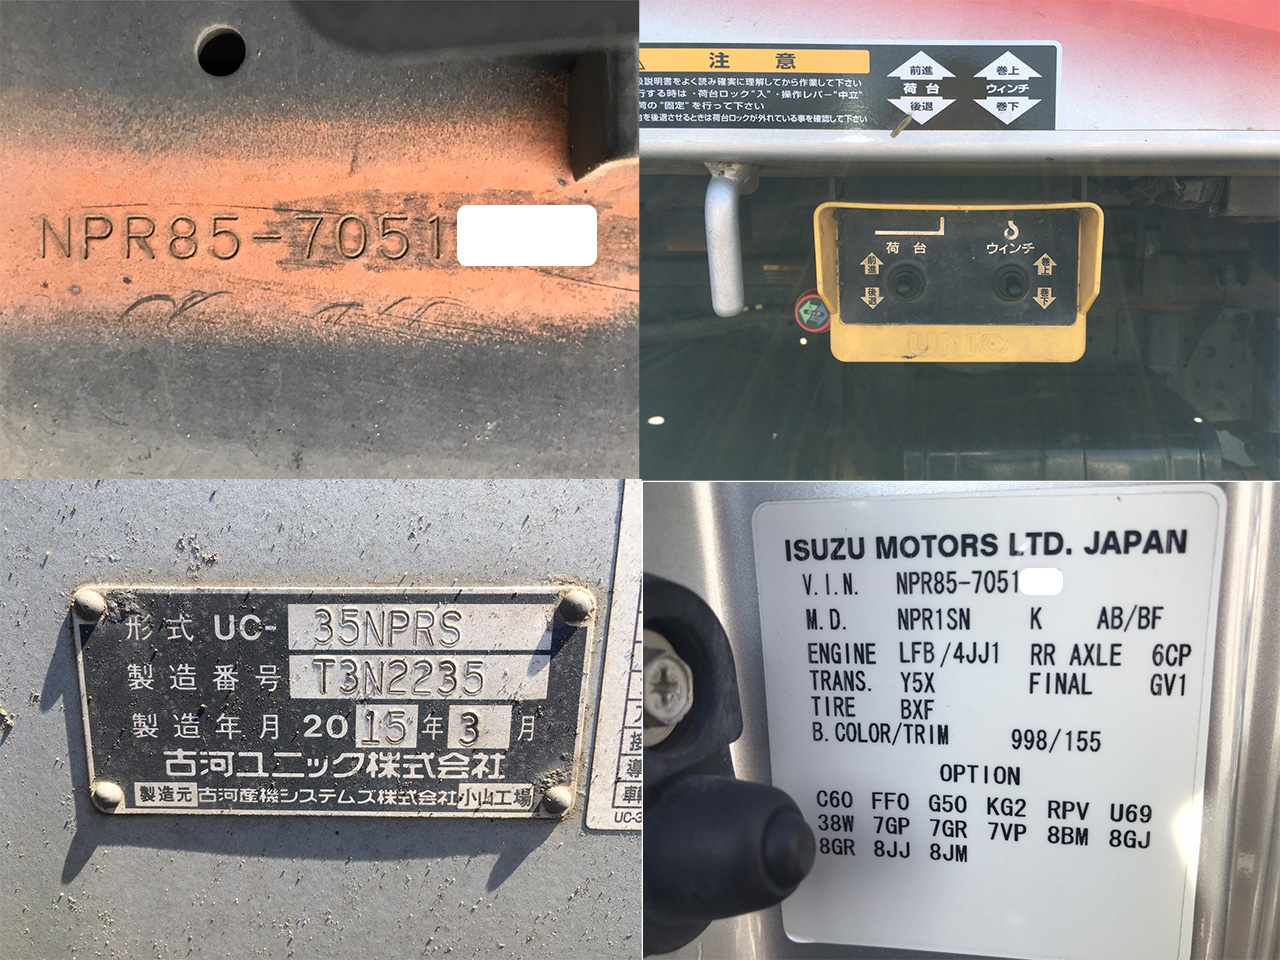 NPR85-7051
注意
扱説明書をよく読み確実に理解してから作業して下さい
行する時は・荷台ロック"入"・操作レバー"中立"
荷の"固定"を行って下さい
台を後退させるときは荷台ロックが外れている事を確認して下さい
前進
荷台
後退
巻上
ウィンチ
巻下
荷台
前進
後退
ウィンチ
巻上
巻下
UNIC
形式 UC- 35NPRS
製造番号 T3N2235
製造年月 2015年3月
古河ユニック株式会社
製造元 古河産機システムズ株式会社 小山工場
UC-3
ISUZU MOTORS LTD. JAPAN
V.I.N. NPR85-7051
M.D. NPR1SN K AB/BF
ENGINE LFB/4JJ1 RR AXLE 6CP
TRANS. Y5X FINAL GV1
TIRE BXF
B.COLOR/TRIM 998/155
OPTION
C60 FF0 G50 KG2 RPV U69
38W 7GP 7GR 7VP 8BM 8GJ
8GR 8JJ 8JM